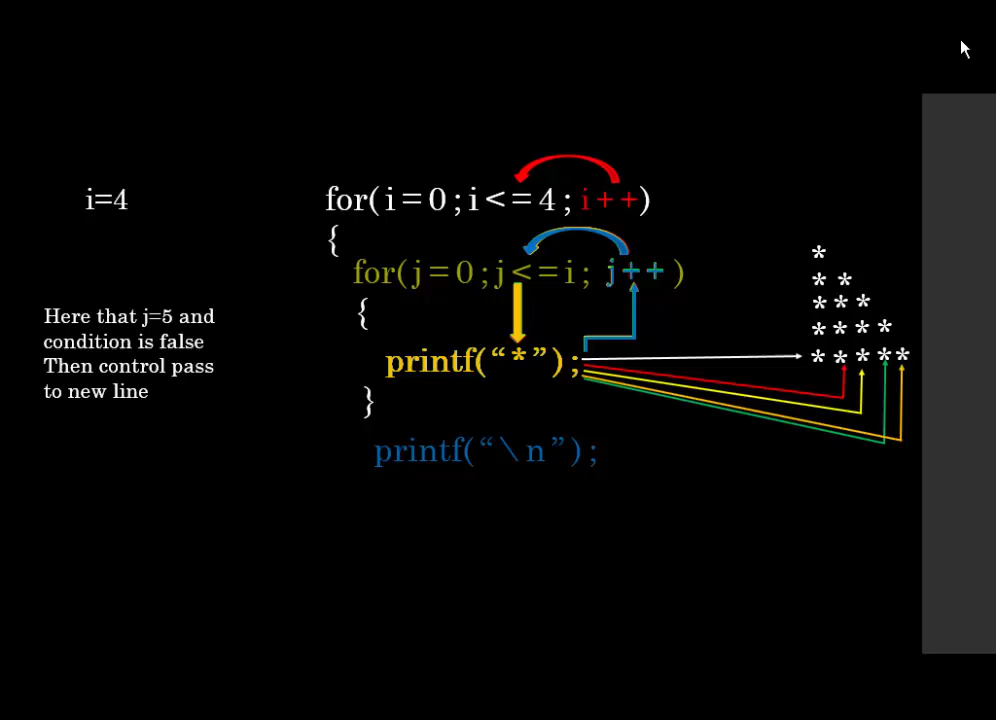 i=4
for(i=0;i<=4;i++)
{
for(j=0;j<=i; j++)
{
Here that j=5 and
condition is false
Then control pass
to new line
printf(“*”);
}
printf(“\n”);
*
* *
* * *
* * * *
* * * * *